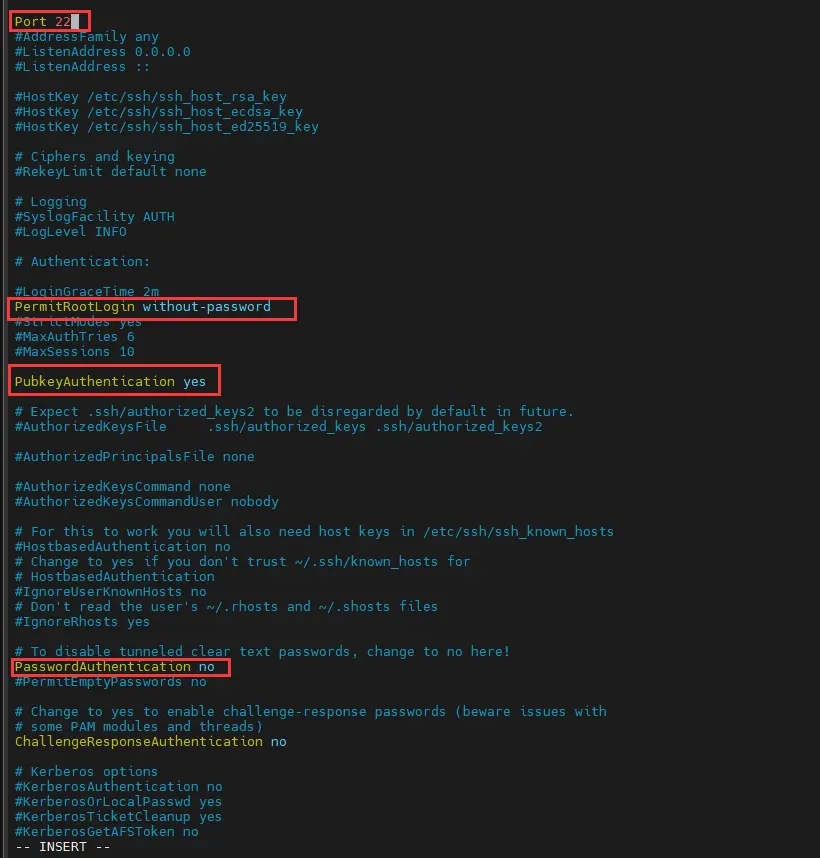 Port 22
#AddressFamily any
#ListenAddress 0.0.0.0
#ListenAddress ::
#HostKey /etc/ssh/ssh_host_rsa_key
#HostKey /etc/ssh/ssh_host_ecdsa_key
#HostKey /etc/ssh/ssh_host_ed25519_key
# Ciphers and keying
#RekeyLimit default none
# Logging
#SyslogFacility AUTH
#LogLevel INFO
# Authentication:
#LoginGraceTime 2m
PermitRootLogin without-password
#StrictModes yes
#MaxAuthTries 6
#MaxSessions 10
PubkeyAuthentication yes
# Expect .ssh/authorized_keys2 to be disregarded by default in future.
#AuthorizedKeysFile     .ssh/authorized_keys .ssh/authorized_keys2
#AuthorizedPrincipalsFile none
#AuthorizedKeysCommand none
#AuthorizedKeysCommandUser nobody
# For this to work you will also need host keys in /etc/ssh/ssh_known_hosts
#HostbasedAuthentication no
# Change to yes if you don't trust ~/.ssh/known_hosts for
# HostbasedAuthentication
#IgnoreUserKnownHosts no
# Don't read the user's ~/.rhosts and ~/.shosts files
#IgnoreRhosts yes
# To disable tunneled clear text passwords, change to no here!
PasswordAuthentication no
#PermitEmptyPasswords no
# Change to yes to enable challenge-response passwords (beware issues with
# some PAM modules and threads)
ChallengeResponseAuthentication no
# Kerberos options
#KerberosAuthentication no
#KerberosOrLocalPasswd yes
#KerberosTicketCleanup yes
#KerberosGetAFSToken no
-- INSERT --